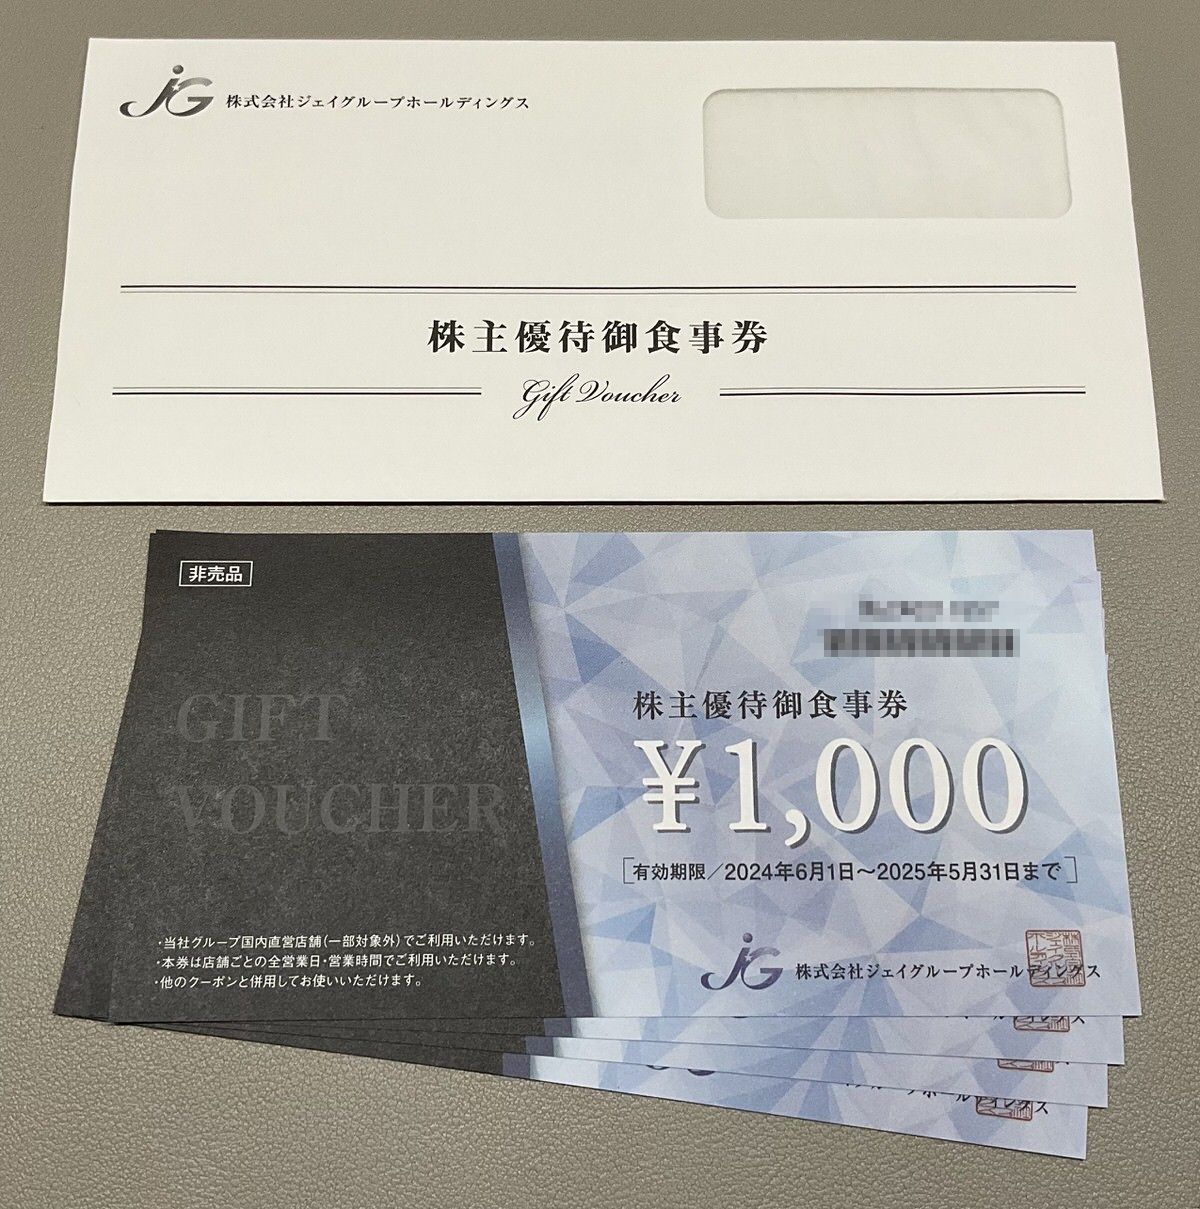 JG 株式会社ジェイグループホールディングス
株主優待御食事券
Gift Voucher
非売品
GIFT
VOUCHER
・当社グループ国内直営店舗(一部対象外)でご利用いただけます。
・本券は店舗ごとの全営業日・営業時間でご利用いただけます。
・他のクーポンと併用してお使いいただけます。
株主優待御食事券
¥1,000
[有効期限/2024年6月1日〜2025年5月31日まで]
JG 株式会社ジェイグループホールディングス